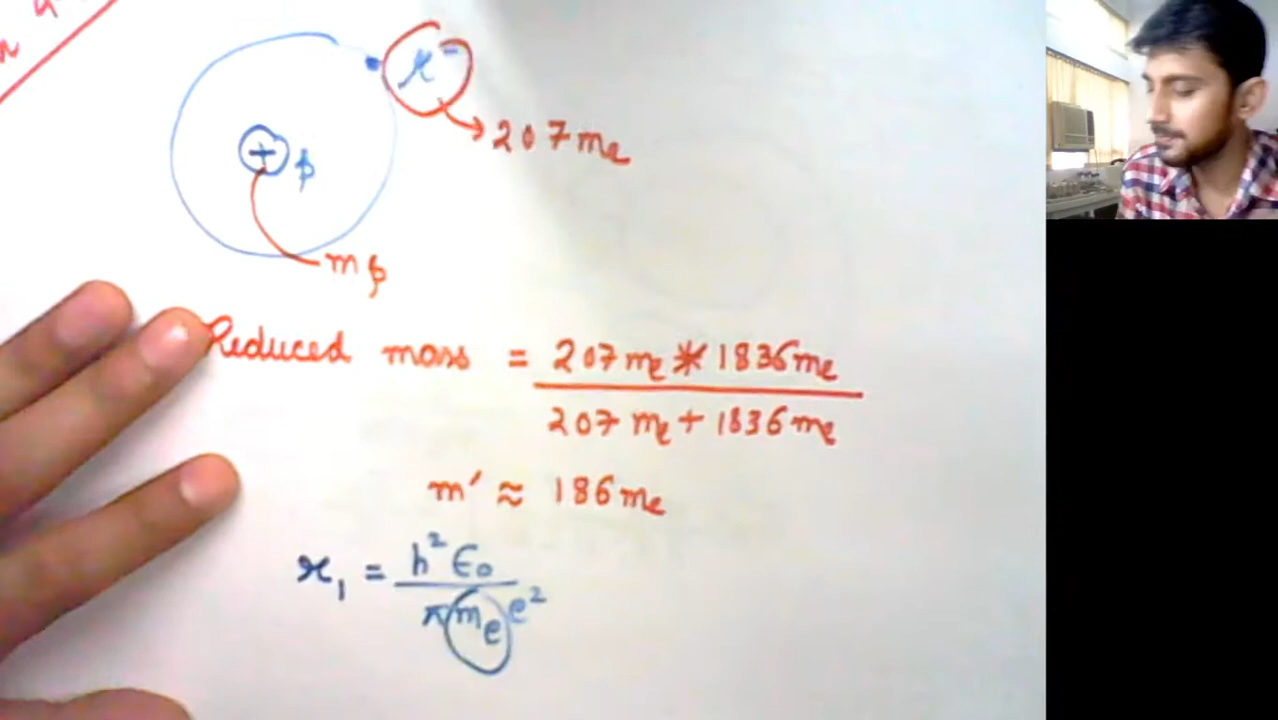 μ⁻
207 me
+ p
mp
Reduced mass = 207 me * 1836 me
207 me + 1836 me
m' ≈ 186 me
r₁ = h² ϵ₀
π me e²